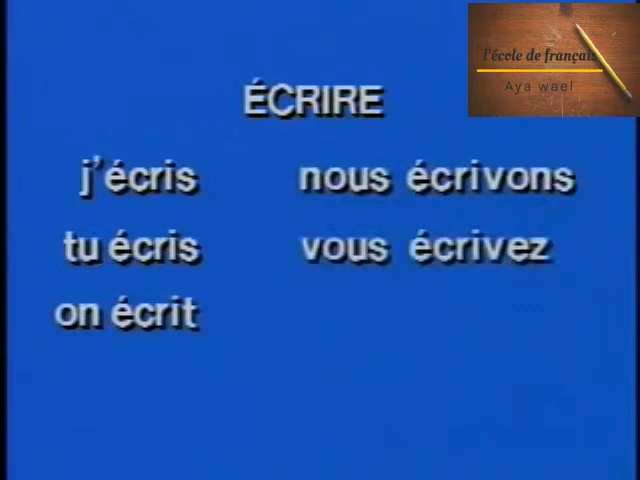 l'école de français
Aya wael
ÉCRIRE
j'écris nous écrivons
tu écris vous écrivez
on écrit